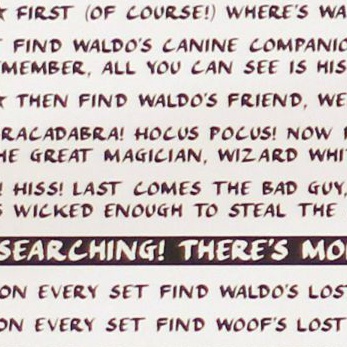 ★ FIRST (OF COURSE!) WHERE'S WA
FIND WALDO'S CANINE COMPANIO
MEMBER, ALL YOU CAN SEE IS HIS
★ THEN FIND WALDO'S FRIEND, WE
RACADABRA! HOCUS POCUS! NOW
HE GREAT MAGICIAN, WIZARD WHI
! HISS! LAST COMES THE BAD GUY,
S WICKED ENOUGH TO STEAL THE
SEARCHING! THERE'S MO
ON EVERY SET FIND WALDO'S LOST
ON EVERY SET FIND WOOF'S LOST